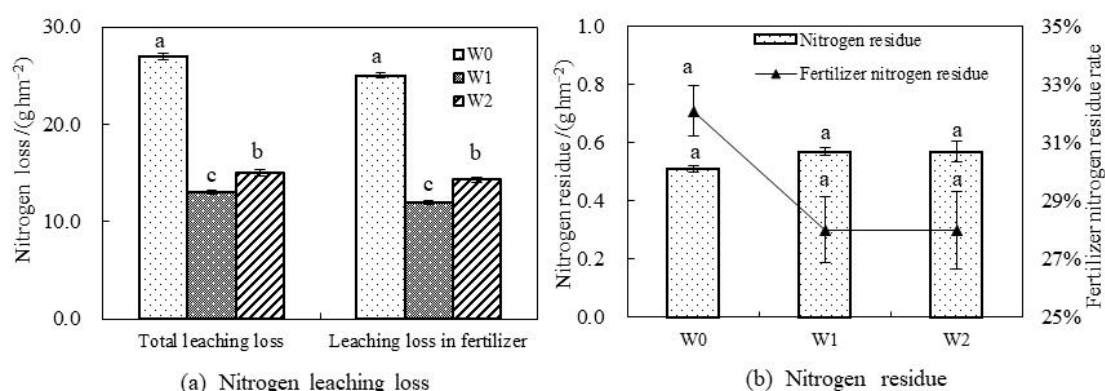 30.0
20.0
10.0
0.0
Nitrogen loss /(g hm⁻²)
a
c
b
a
c
b
W0
W1
W2
Total leaching loss
Leaching loss in fertilizer
(a) Nitrogen leaching loss
1.0
0.8
0.6
0.4
0.2
0.0
Nitrogen residue /(g hm⁻²)
Nitrogen residue
Fertilizer nitrogen residue
a
a
a
a
a
a
35%
33%
31%
29%
27%
25%
Fertilizer nitrogen residue rate
W0
W1
W2
(b) Nitrogen residue